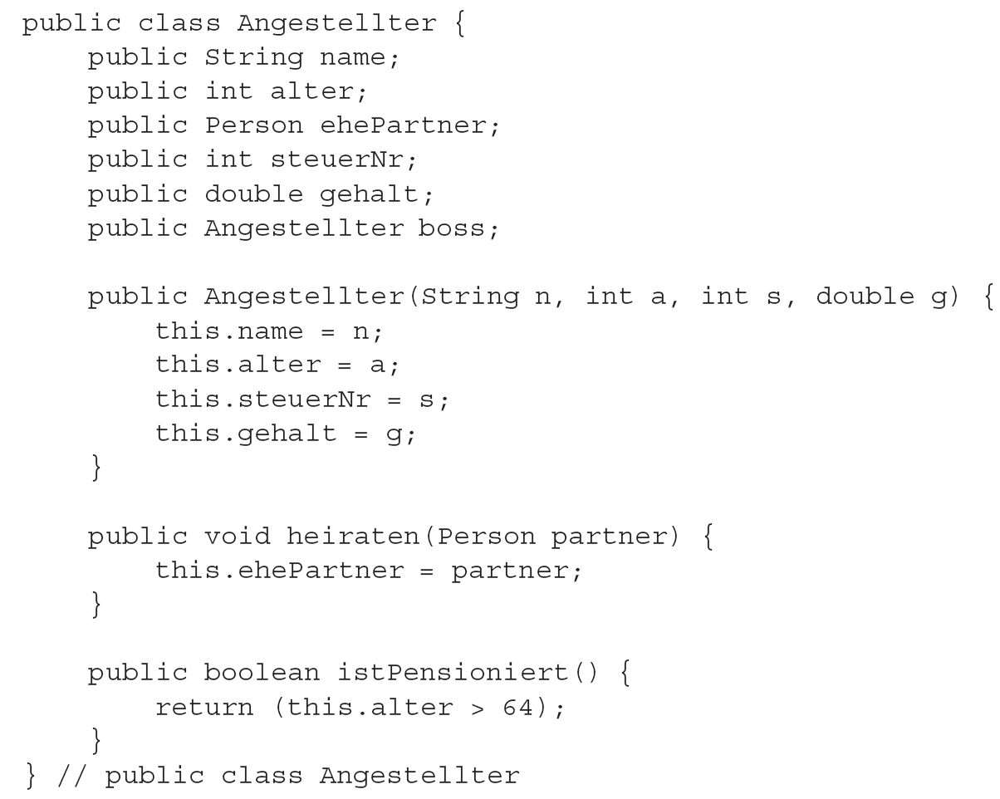 public class Angestellter {
    public String name;
    public int alter;
    public Person ehePartner;
    public int steuerNr;
    public double gehalt;
    public Angestellter boss;

    public Angestellter(String n, int a, int s, double g) {
        this.name = n;
        this.alter = a;
        this.steuerNr = s;
        this.gehalt = g;
    }

    public void heiraten(Person partner) {
        this.ehePartner = partner;
    }

    public boolean istPensioniert() {
        return (this.alter > 64);
    }
} // public class Angestellter